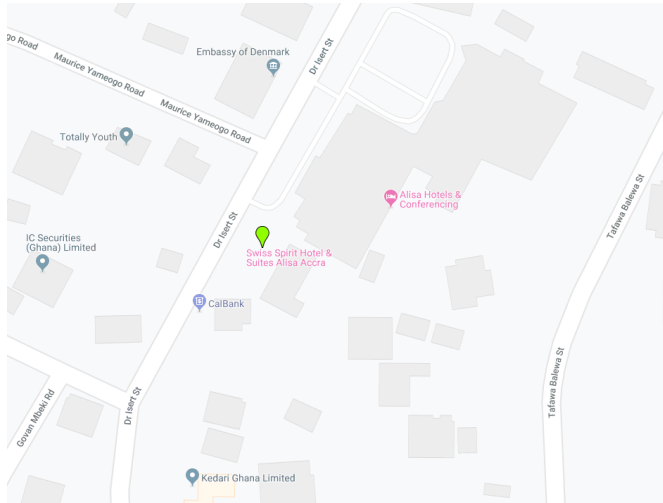 Embassy of Denmark
Dr Isert St
go Road
Maurice Yameogo Road
Maurice Yameogo Road
Totally Youth
Alisa Hotels &
Conferencing
Tafawa Balewa St
Dr Isert St
IC Securities
(Ghana) Limited
Swiss Spirit Hotel &
Suites Alisa Accra
CalBank
Tafawa Balewa St
Govan Mbeki Rd
Dr Isert St
Kedari Ghana Limited